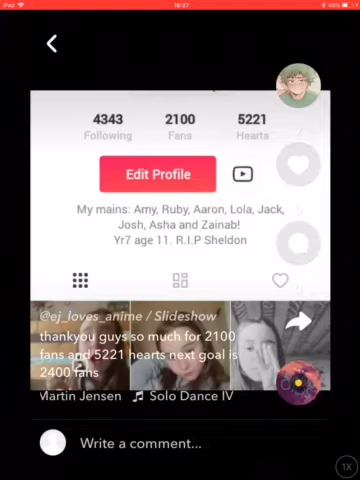 iPad
16:27
46%
4343
2100
5221
Following
Fans
Hearts
Edit Profile
My mains: Amy, Ruby, Aaron, Lola, Jack,
Josh, Asha and Zainab!
Yr7 age 11. R.I.P Sheldon
@ej_loves_anime / Slideshow
thankyou guys so much for 2100
fans and 5221 hearts next goal is
2400 fans
Martin Jensen
Solo Dance IV
Write a comment...
1X